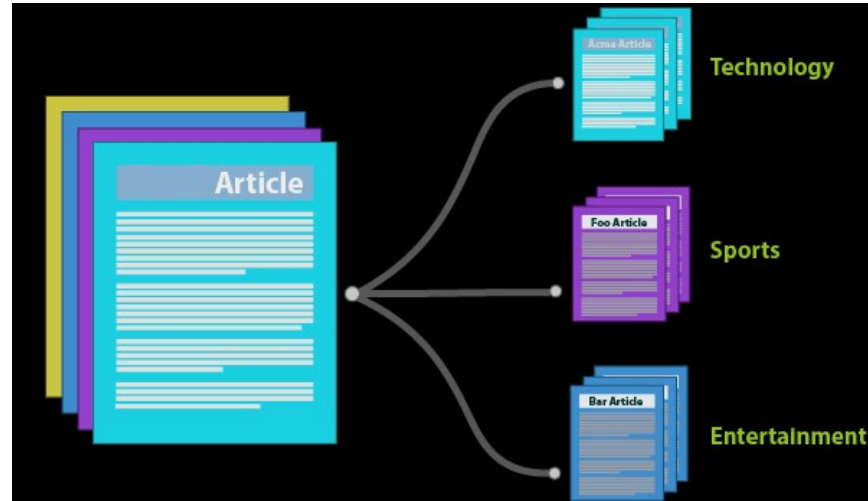 Article
Acme Article
Technology
Foo Article
Sports
Bar Article
Entertainment